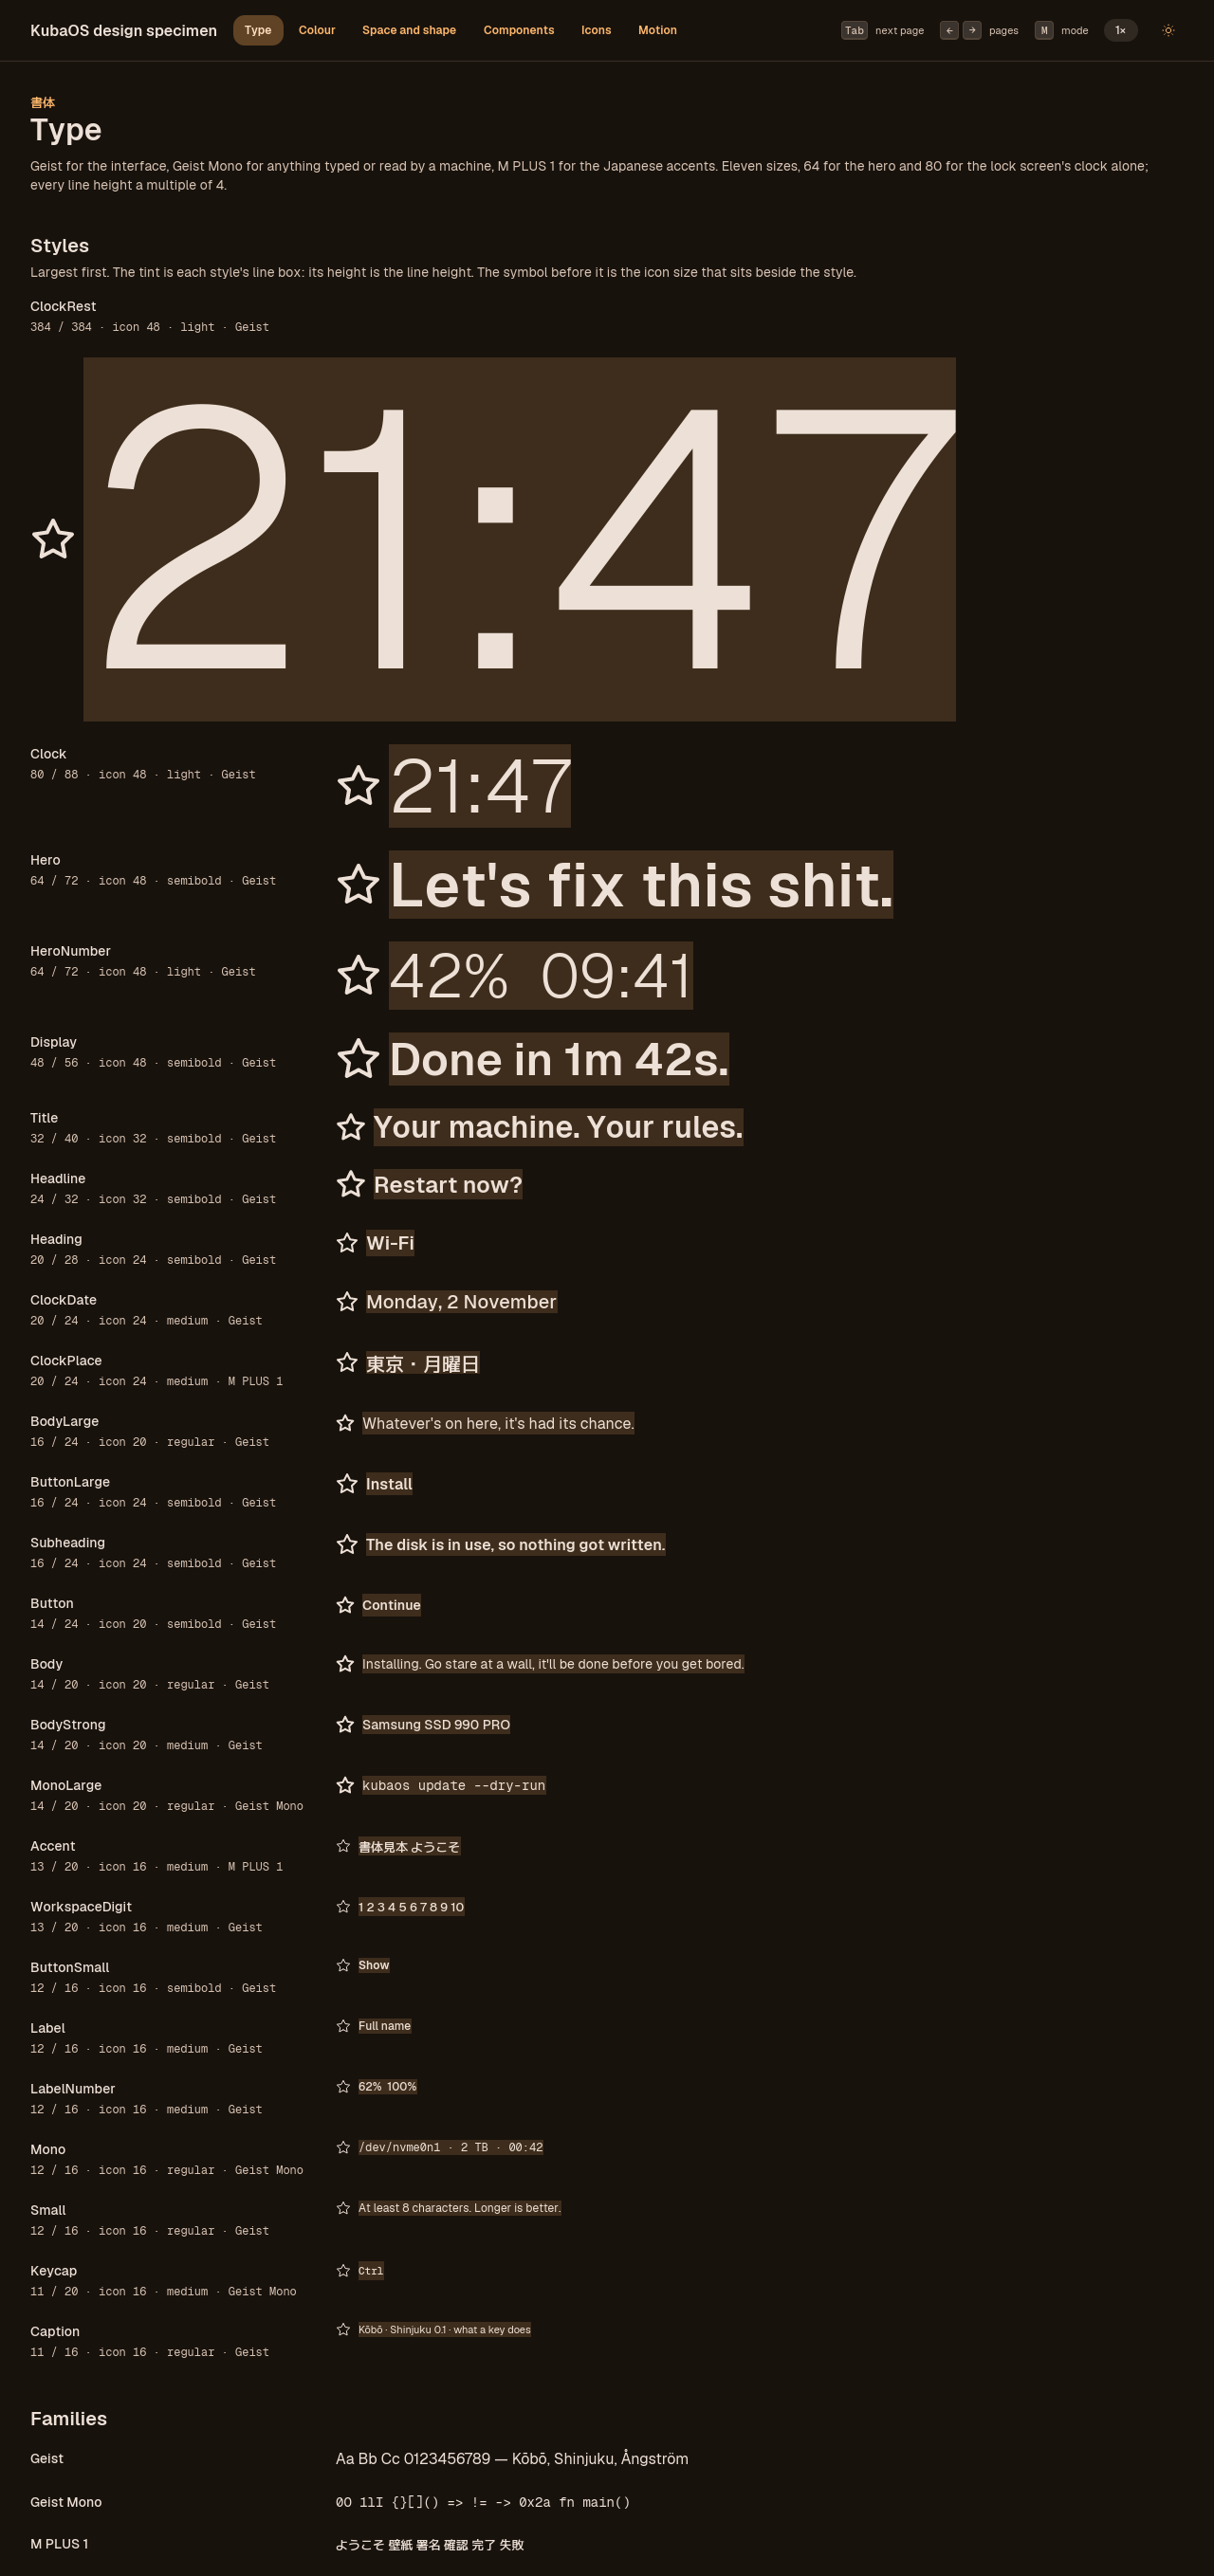 KubaOS design specimen Type Colour Space and shape Components Icons Motion Tab next page ← → pages M mode 1×
書体
Type
Geist for the interface, Geist Mono for anything typed or read by a machine, M PLUS 1 for the Japanese accents. Eleven sizes, 64 for the hero and 80 for the lock screen's clock alone;
every line height a multiple of 4.
Styles
Largest first. The tint is each style's line box: its height is the line height. The symbol before it is the icon size that sits beside the style.
ClockRest
384 / 384 · icon 48 · light · Geist
21:47
Clock
80 / 88 · icon 48 · light · Geist
21:47
Hero
64 / 72 · icon 48 · semibold · Geist
Let's fix this shit.
HeroNumber
64 / 72 · icon 48 · light · Geist
42% 09:41
Display
48 / 56 · icon 48 · semibold · Geist
Done in 1m 42s.
Title
32 / 40 · icon 32 · semibold · Geist
Your machine. Your rules.
Headline
24 / 32 · icon 32 · semibold · Geist
Restart now?
Heading
20 / 28 · icon 24 · semibold · Geist
Wi-Fi
ClockDate
20 / 24 · icon 24 · medium · Geist
Monday, 2 November
ClockPlace
20 / 24 · icon 24 · medium · M PLUS 1
東京・月曜日
BodyLarge
16 / 24 · icon 20 · regular · Geist
Whatever's on here, it's had its chance.
ButtonLarge
16 / 24 · icon 24 · semibold · Geist
Install
Subheading
16 / 24 · icon 24 · semibold · Geist
The disk is in use, so nothing got written.
Button
14 / 24 · icon 20 · semibold · Geist
Continue
Body
14 / 20 · icon 20 · regular · Geist
Installing. Go stare at a wall, it'll be done before you get bored.
BodyStrong
14 / 20 · icon 20 · medium · Geist
Samsung SSD 990 PRO
MonoLarge
14 / 20 · icon 20 · regular · Geist Mono
kubaos update --dry-run
Accent
13 / 20 · icon 16 · medium · M PLUS 1
書体見本 ようこそ
WorkspaceDigit
13 / 20 · icon 16 · medium · Geist
1 2 3 4 5 6 7 8 9 10
ButtonSmall
12 / 16 · icon 16 · semibold · Geist
Show
Label
12 / 16 · icon 16 · medium · Geist
Full name
LabelNumber
12 / 16 · icon 16 · medium · Geist
62% 100%
Mono
12 / 16 · icon 16 · regular · Geist Mono
/dev/nvme0n1 · 2 TB · 00:42
Small
12 / 16 · icon 16 · regular · Geist
At least 8 characters. Longer is better.
Keycap
11 / 20 · icon 16 · medium · Geist Mono
Ctrl
Caption
11 / 16 · icon 16 · regular · Geist
Kōbō · Shinjuku 0.1 · what a key does
Families
Geist
Aa Bb Cc 0123456789 — Kōbō, Shinjuku, Ångström
Geist Mono
0O 1lI {}[]() => != -> 0x2a fn main()
M PLUS 1
ようこそ 壁紙 署名 確認 完了 失敗